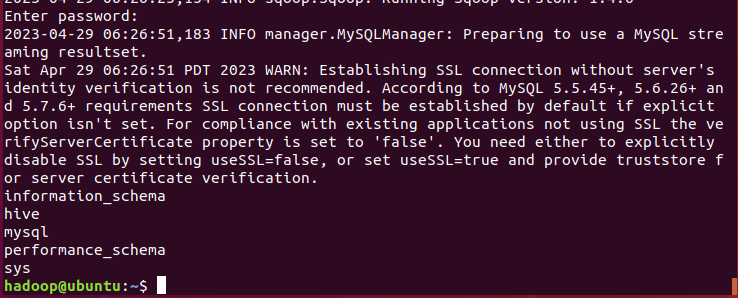 Enter password:
2023-04-29 06:26:51,183 INFO manager.MySQLManager: Preparing to use a MySQL stre
aming resultset.
Sat Apr 29 06:26:51 PDT 2023 WARN: Establishing SSL connection without server's
identity verification is not recommended. According to MySQL 5.5.45+, 5.6.26+ an
d 5.7.6+ requirements SSL connection must be established by default if explicit
option isn't set. For compliance with existing applications not using SSL the ve
rifyServerCertificate property is set to 'false'. You need either to explicitly
disable SSL by setting useSSL=false, or set useSSL=true and provide truststore f
or server certificate verification.
information_schema
hive
mysql
performance_schema
sys
hadoop@ubuntu:~$